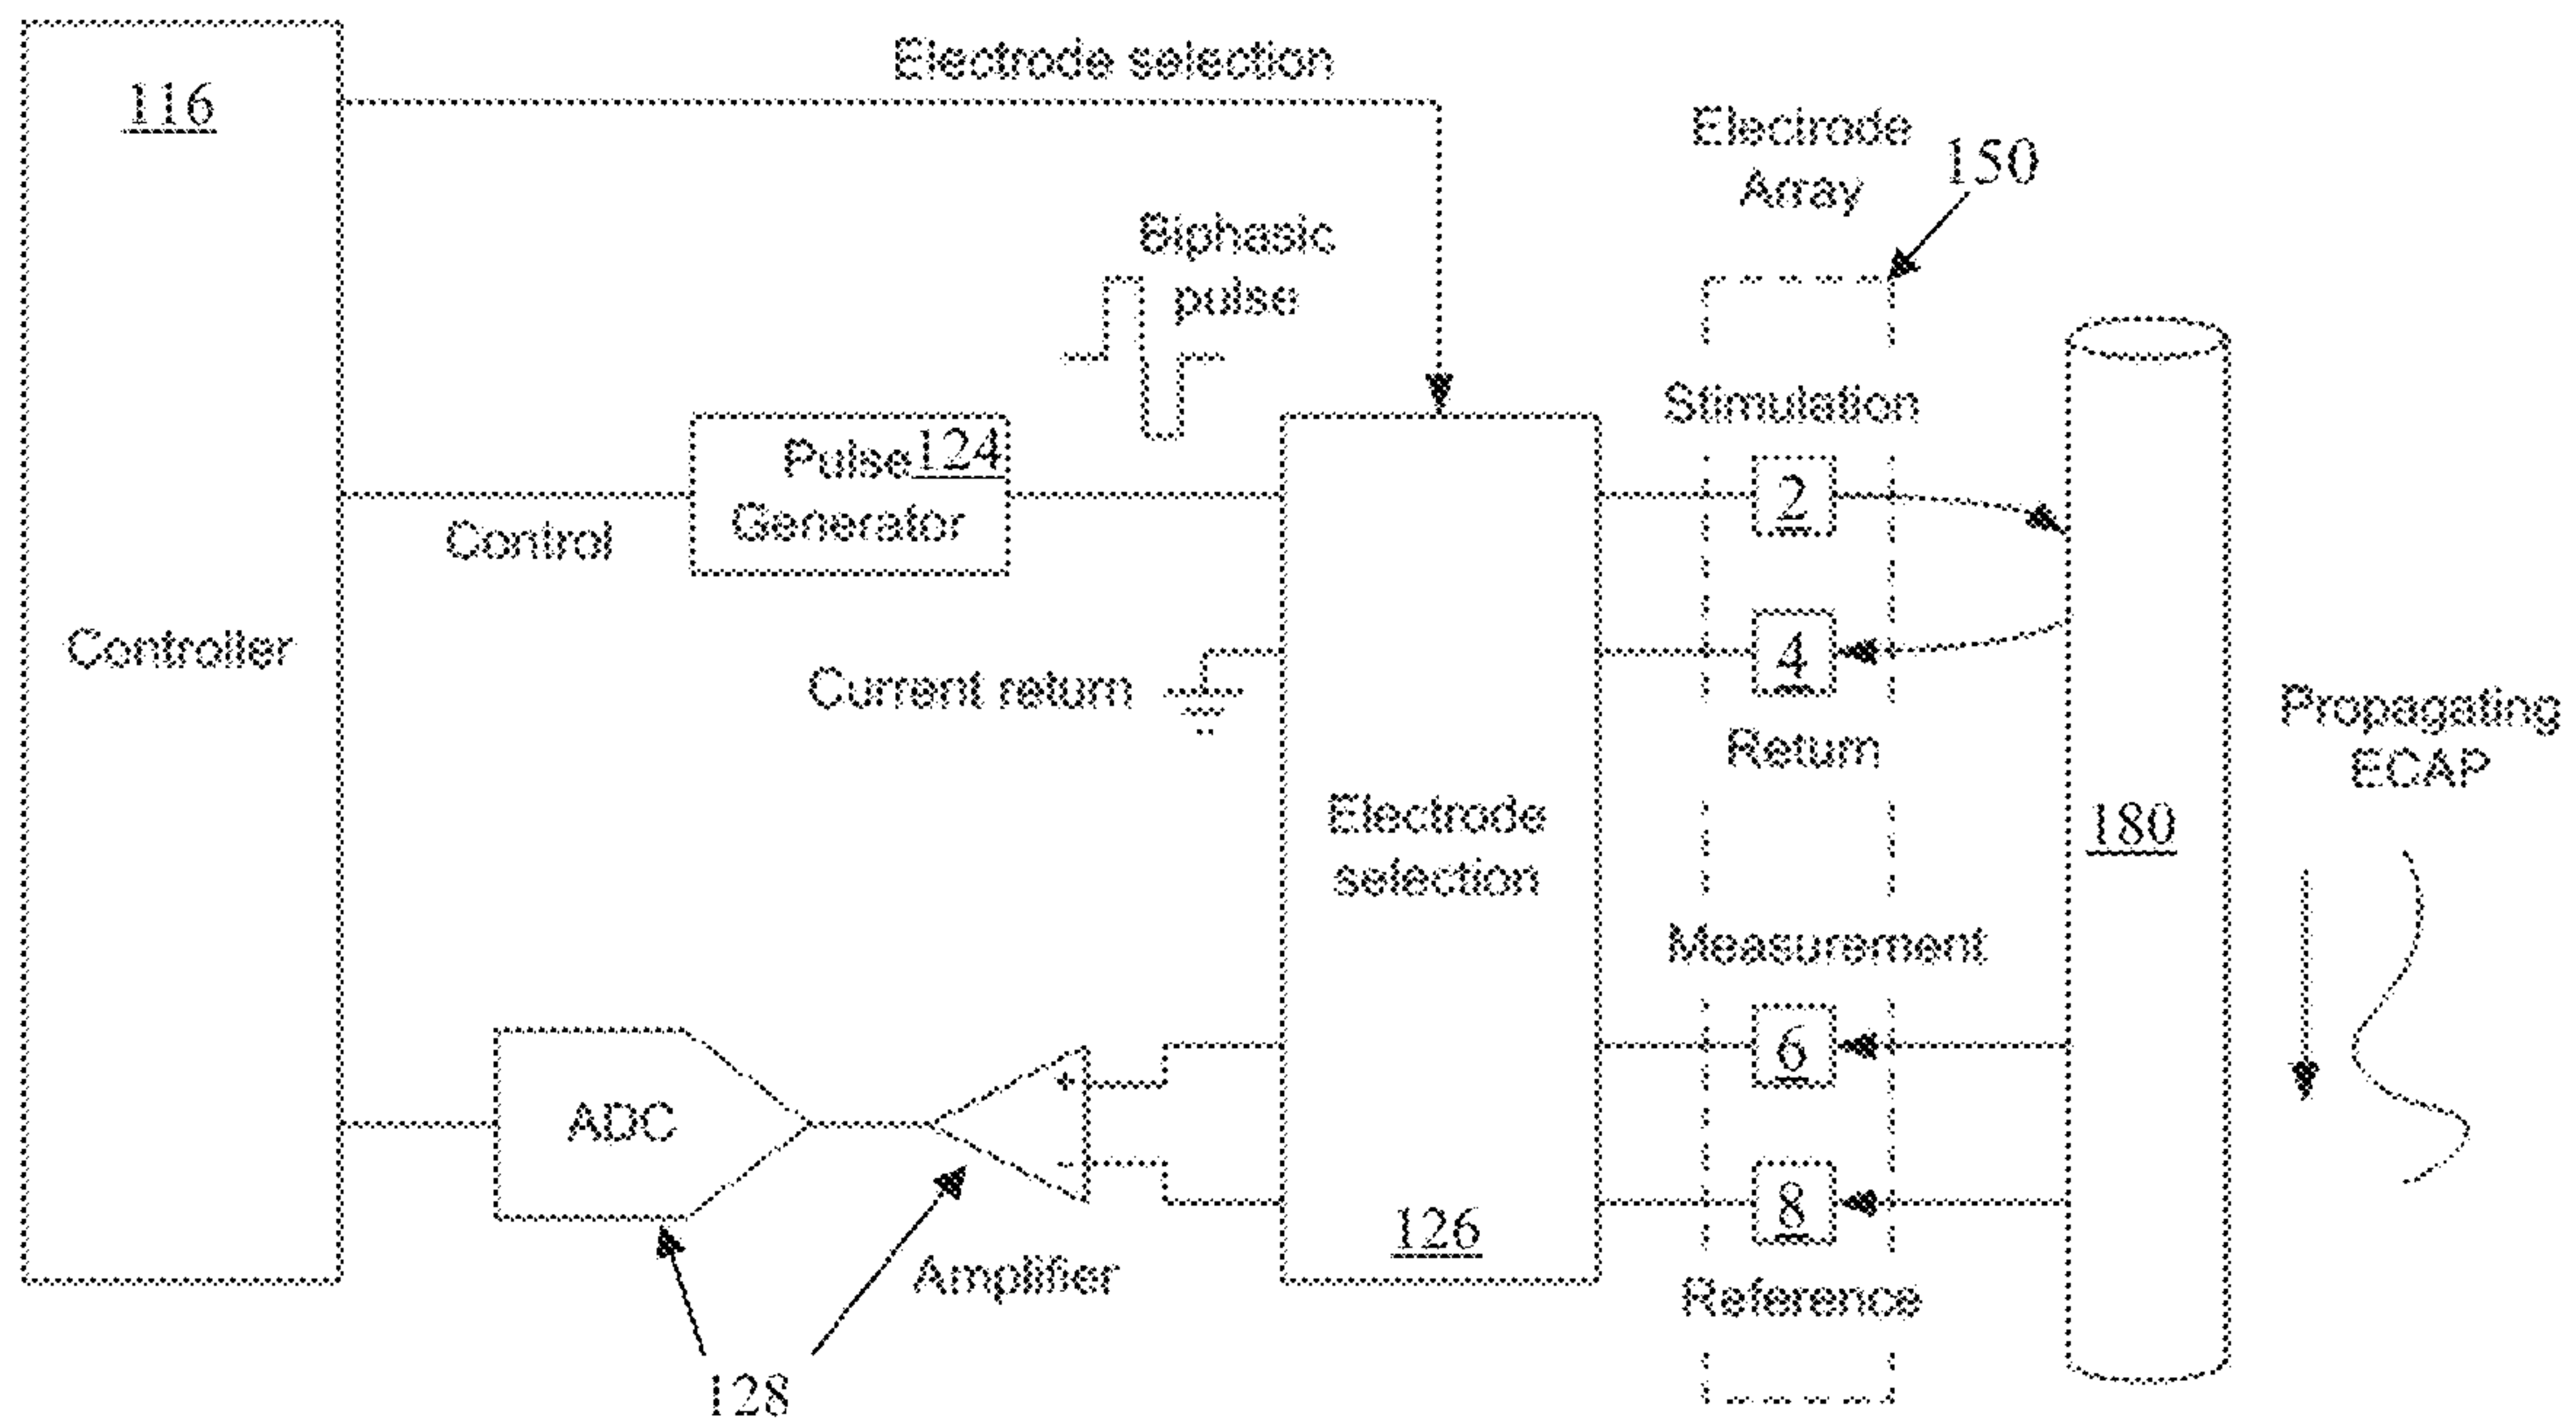 116
Controller
Electrode selection
Biphasic
pulse
Pulse 124
Generator
Control
Current return
ADC
+
-
Amplifier
128
Electrode
selection
126
Electrode
Array
150
Stimulation
2
4
Return
Measurement
6
8
Reference
180
Propagating
ECAP